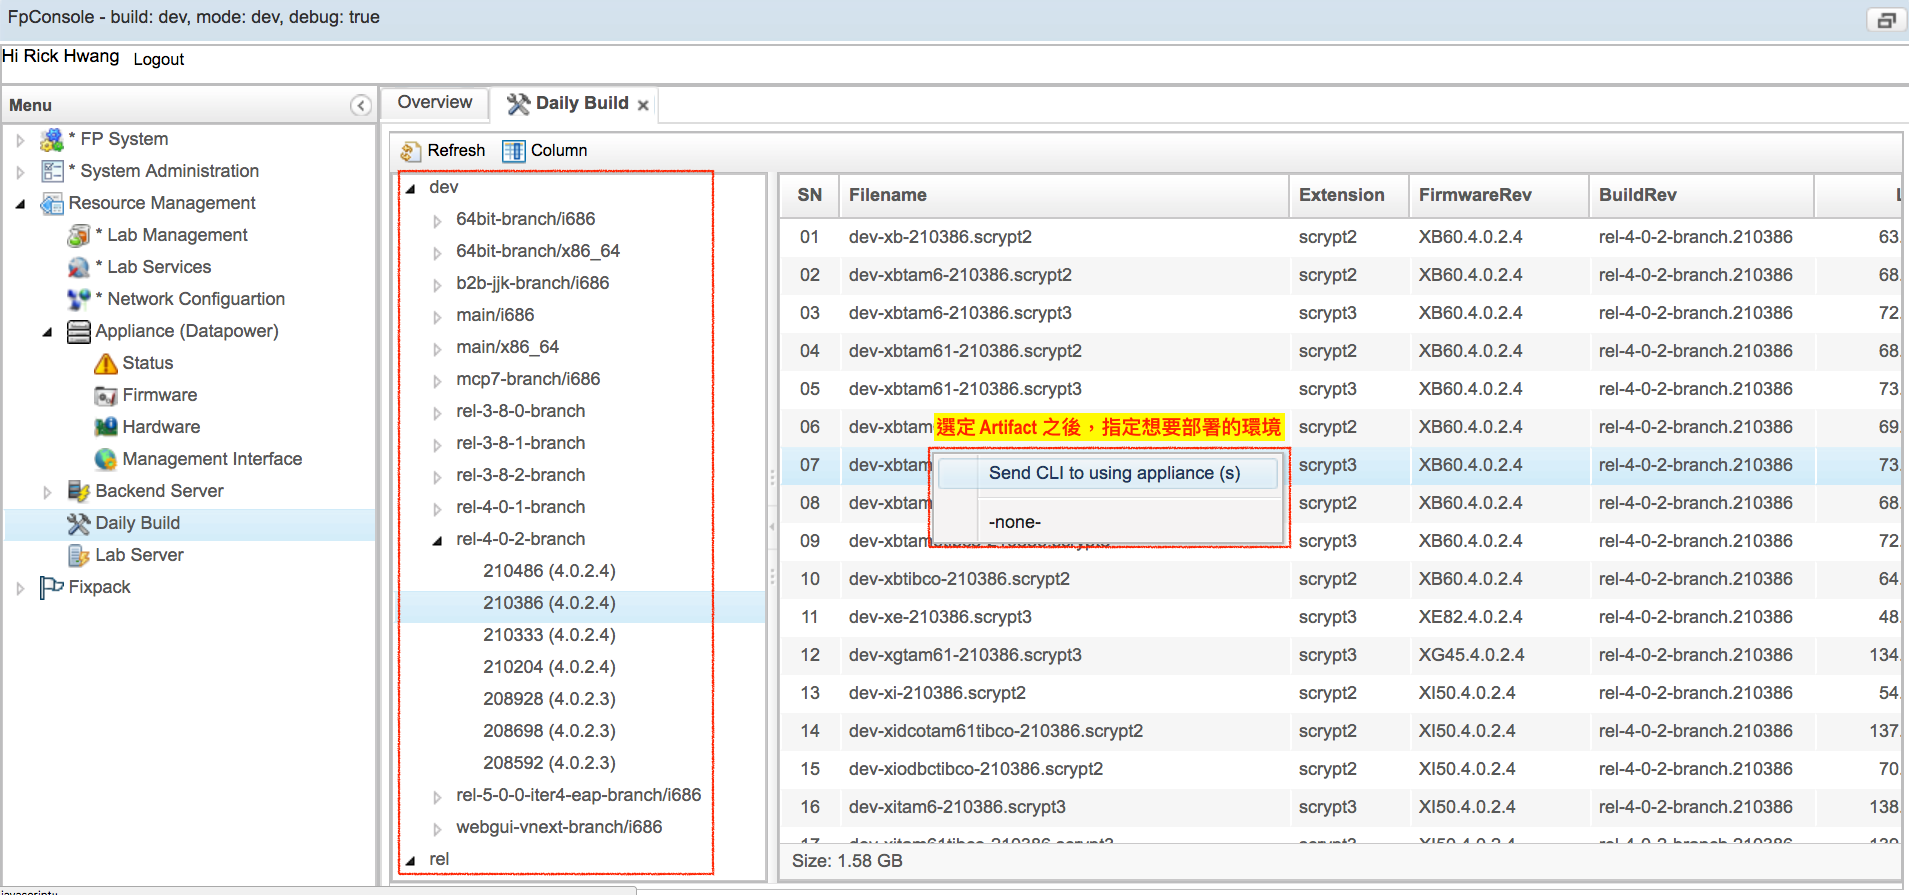 FpConsole - build: dev, mode: dev, debug: true
Hi Rick Hwang Logout
Menu
* FP System
* System Administration
Resource Management
* Lab Management
* Lab Services
* Network Configuartion
Appliance (Datapower)
Status
Firmware
Hardware
Management Interface
Backend Server
Daily Build
Lab Server
Fixpack
Overview Daily Build
Refresh Column
dev
64bit-branch/i686
64bit-branch/x86_64
b2b-jjk-branch/i686
main/i686
main/x86_64
mcp7-branch/i686
rel-3-8-0-branch
rel-3-8-1-branch
rel-3-8-2-branch
rel-4-0-1-branch
rel-4-0-2-branch
210486 (4.0.2.4)
210386 (4.0.2.4)
210333 (4.0.2.4)
210204 (4.0.2.4)
208928 (4.0.2.3)
208698 (4.0.2.3)
208592 (4.0.2.3)
rel-5-0-0-iter4-eap-branch/i686
webgui-vnext-branch/i686
rel
SN Filename Extension FirmwareRev BuildRev
01 dev-xb-210386.scrypt2 scrypt2 XB60.4.0.2.4 rel-4-0-2-branch.210386 63.
02 dev-xbtam6-210386.scrypt2 scrypt2 XB60.4.0.2.4 rel-4-0-2-branch.210386 68.
03 dev-xbtam6-210386.scrypt3 scrypt3 XB60.4.0.2.4 rel-4-0-2-branch.210386 72.
04 dev-xbtam61-210386.scrypt2 scrypt2 XB60.4.0.2.4 rel-4-0-2-branch.210386 68.
05 dev-xbtam61-210386.scrypt3 scrypt3 XB60.4.0.2.4 rel-4-0-2-branch.210386 73.
06 dev-xbtam scrypt2 XB60.4.0.2.4 rel-4-0-2-branch.210386 69.
選定 Artifact 之後，指定想要部署的環境
07 dev-xbtam scrypt3 XB60.4.0.2.4 rel-4-0-2-branch.210386 73.
Send CLI to using appliance (s)
08 dev-xbtam scrypt2 XB60.4.0.2.4 rel-4-0-2-branch.210386 68.
-none-
09 dev-xbtam scrypt3 XB60.4.0.2.4 rel-4-0-2-branch.210386 72.
10 dev-xbtibco-210386.scrypt2 scrypt2 XB60.4.0.2.4 rel-4-0-2-branch.210386 64.
11 dev-xe-210386.scrypt3 scrypt3 XE82.4.0.2.4 rel-4-0-2-branch.210386 48.
12 dev-xgtam61-210386.scrypt3 scrypt3 XG45.4.0.2.4 rel-4-0-2-branch.210386 134.
13 dev-xi-210386.scrypt2 scrypt2 XI50.4.0.2.4 rel-4-0-2-branch.210386 54.
14 dev-xidcotam61tibco-210386.scrypt2 scrypt2 XI50.4.0.2.4 rel-4-0-2-branch.210386 137.
15 dev-xiodbctibco-210386.scrypt2 scrypt2 XI50.4.0.2.4 rel-4-0-2-branch.210386 70.
16 dev-xitam6-210386.scrypt3 scrypt3 XI50.4.0.2.4 rel-4-0-2-branch.210386 138.
Size: 1.58 GB